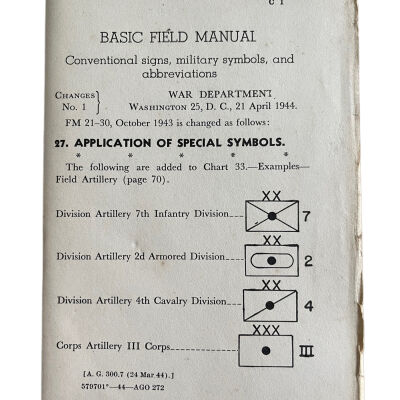 C 1
BASIC FIELD MANUAL
Conventional signs, military symbols, and
abbreviations
CHANGES } WAR DEPARTMENT
No. 1 WASHINGTON 25, D. C., 21 April 1944.
FM 21–30, October 1943 is changed as follows:
27. APPLICATION OF SPECIAL SYMBOLS.
* * * * *
The following are added to Chart 33.—Examples—
Field Artillery (page 70).
XX
Division Artillery 7th Infantry Division 7
XX
Division Artillery 2d Armored Division 2
XX
Division Artillery 4th Cavalry Division 4
XXX
Corps Artillery III Corps III
[A. G. 300.7 (24 Mar. 44).]
579701°—44—AGO 272